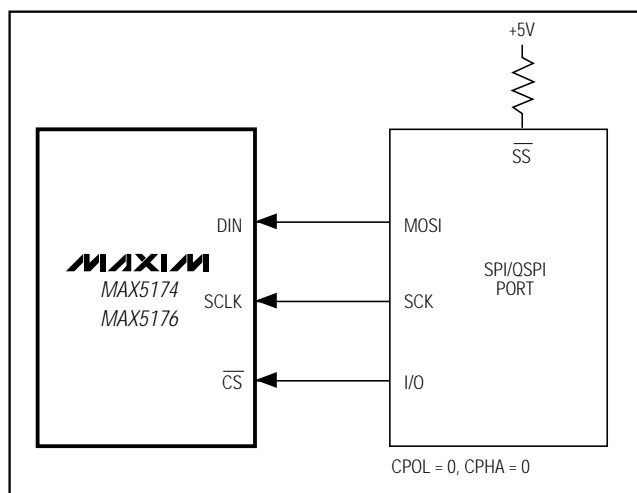 +5V
SS
DIN
MOSI
MAXIM
MAX5174
MAX5176
SPI/QSPI
PORT
SCLK
SCK
CS
I/O
CPOL = 0, CPHA = 0